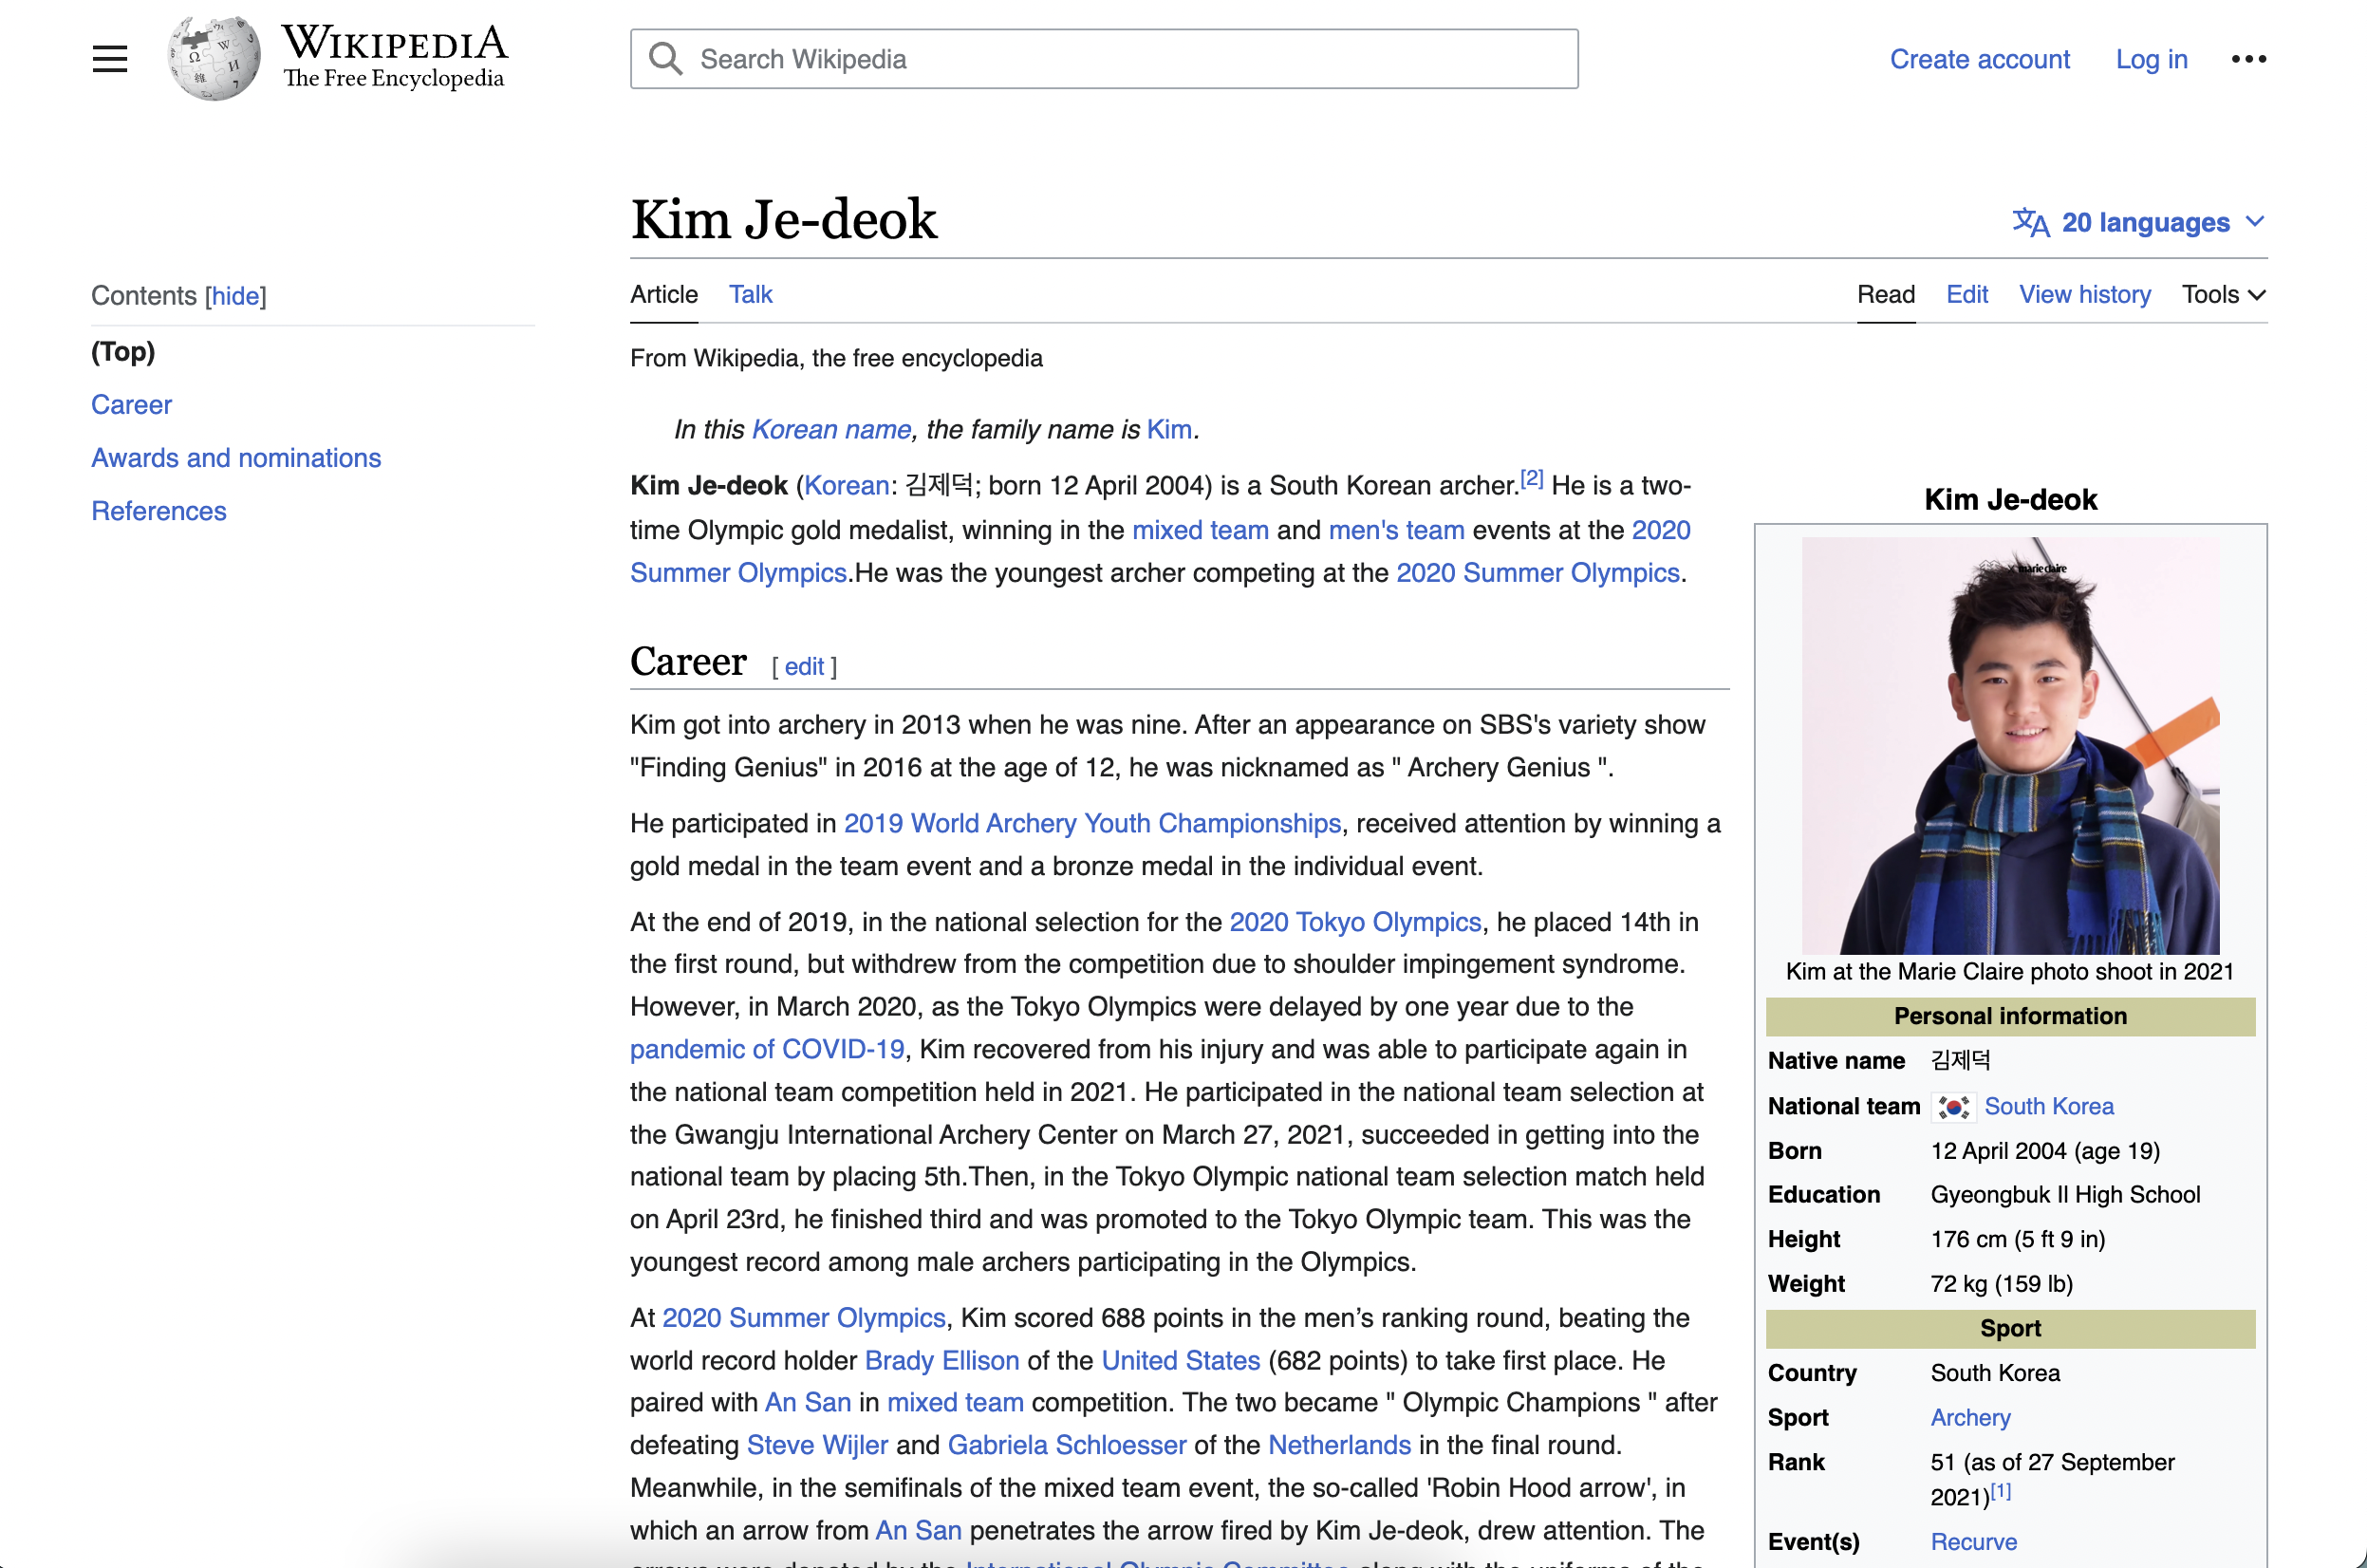 WIKIPEDIA
The Free Encyclopedia
Search Wikipedia
Create account
Log in
Contents [hide]
(Top)
Career
Awards and nominations
References
Kim Je-deok
20 languages
Article
Talk
Read
Edit
View history
Tools
From Wikipedia, the free encyclopedia
In this Korean name, the family name is Kim.
Kim Je-deok (Korean: 김제덕; born 12 April 2004) is a South Korean archer.[2] He is a two-
time Olympic gold medalist, winning in the mixed team and men's team events at the 2020
Summer Olympics.He was the youngest archer competing at the 2020 Summer Olympics.
Career [ edit ]
Kim got into archery in 2013 when he was nine. After an appearance on SBS's variety show
"Finding Genius" in 2016 at the age of 12, he was nicknamed as " Archery Genius ".
He participated in 2019 World Archery Youth Championships, received attention by winning a
gold medal in the team event and a bronze medal in the individual event.
At the end of 2019, in the national selection for the 2020 Tokyo Olympics, he placed 14th in
the first round, but withdrew from the competition due to shoulder impingement syndrome.
However, in March 2020, as the Tokyo Olympics were delayed by one year due to the
pandemic of COVID-19, Kim recovered from his injury and was able to participate again in
the national team competition held in 2021. He participated in the national team selection at
the Gwangju International Archery Center on March 27, 2021, succeeded in getting into the
national team by placing 5th.Then, in the Tokyo Olympic national team selection match held
on April 23rd, he finished third and was promoted to the Tokyo Olympic team. This was the
youngest record among male archers participating in the Olympics.
At 2020 Summer Olympics, Kim scored 688 points in the men’s ranking round, beating the
world record holder Brady Ellison of the United States (682 points) to take first place. He
paired with An San in mixed team competition. The two became " Olympic Champions " after
defeating Steve Wijler and Gabriela Schloesser of the Netherlands in the final round.
Meanwhile, in the semifinals of the mixed team event, the so-called 'Robin Hood arrow', in
which an arrow from An San penetrates the arrow fired by Kim Je-deok, drew attention. The
arrows were donated by the International Olympic Committee along with the uniforms of the
Kim Je-deok
marie claire
Kim at the Marie Claire photo shoot in 2021
Personal information
Native name 김제덕
National team South Korea
Born 12 April 2004 (age 19)
Education Gyeongbuk Il High School
Height 176 cm (5 ft 9 in)
Weight 72 kg (159 lb)
Sport
Country South Korea
Sport Archery
Rank 51 (as of 27 September
2021)[1]
Event(s) Recurve